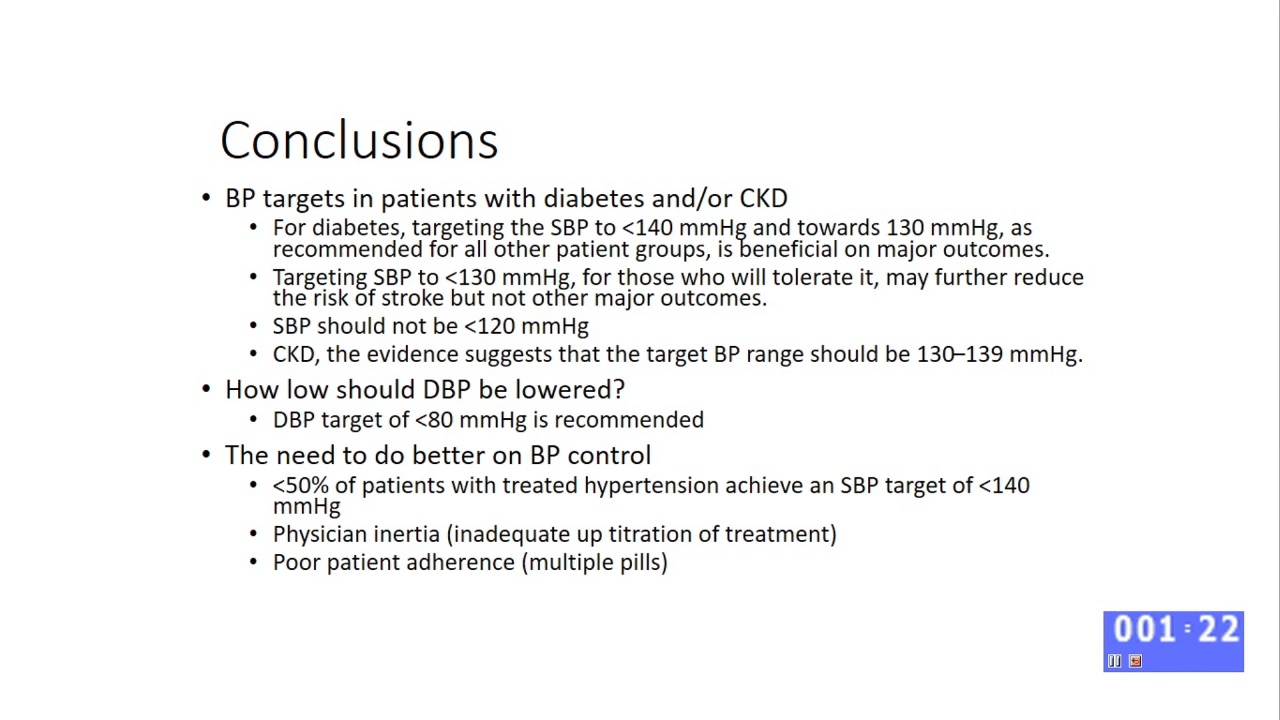 Conclusions
• BP targets in patients with diabetes and/or CKD
• For diabetes, targeting the SBP to <140 mmHg and towards 130 mmHg, as
recommended for all other patient groups, is beneficial on major outcomes.
• Targeting SBP to <130 mmHg, for those who will tolerate it, may further reduce
the risk of stroke but not other major outcomes.
• SBP should not be <120 mmHg
• CKD, the evidence suggests that the target BP range should be 130–139 mmHg.
• How low should DBP be lowered?
• DBP target of <80 mmHg is recommended
• The need to do better on BP control
• <50% of patients with treated hypertension achieve an SBP target of <140
mmHg
• Physician inertia (inadequate up titration of treatment)
• Poor patient adherence (multiple pills)
001:22